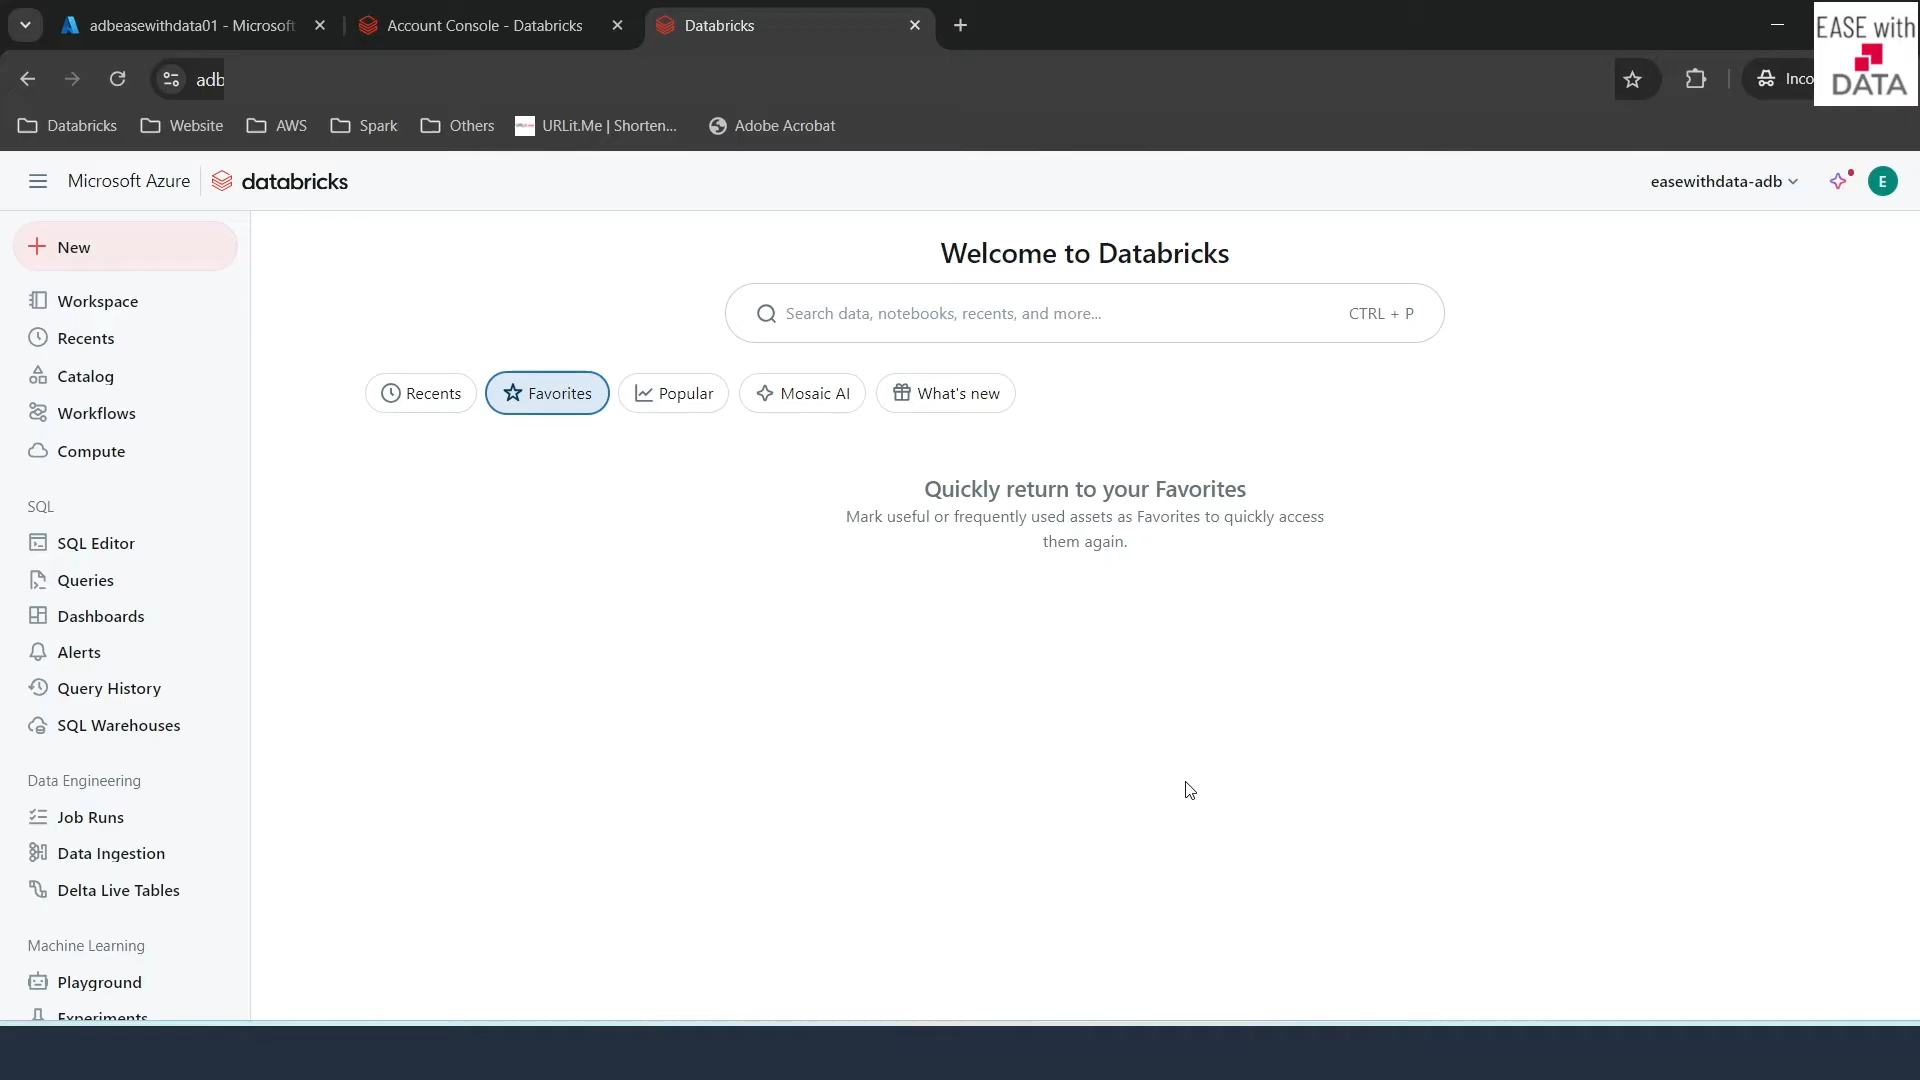 adbeasewithdata01 - Microsoft
Account Console - Databricks
Databricks
EASE with
DATA
adb
Inco
Databricks
Website
AWS
Spark
Others
URLit.Me | Shorten...
Adobe Acrobat
Microsoft Azure
databricks
easewithdata-adb
E
New
Workspace
Recents
Catalog
Workflows
Compute
SQL
SQL Editor
Queries
Dashboards
Alerts
Query History
SQL Warehouses
Data Engineering
Job Runs
Data Ingestion
Delta Live Tables
Machine Learning
Playground
Experiments
Welcome to Databricks
Search data, notebooks, recents, and more...
CTRL + P
Recents
Favorites
Popular
Mosaic AI
What's new
Quickly return to your Favorites
Mark useful or frequently used assets as Favorites to quickly access
them again.